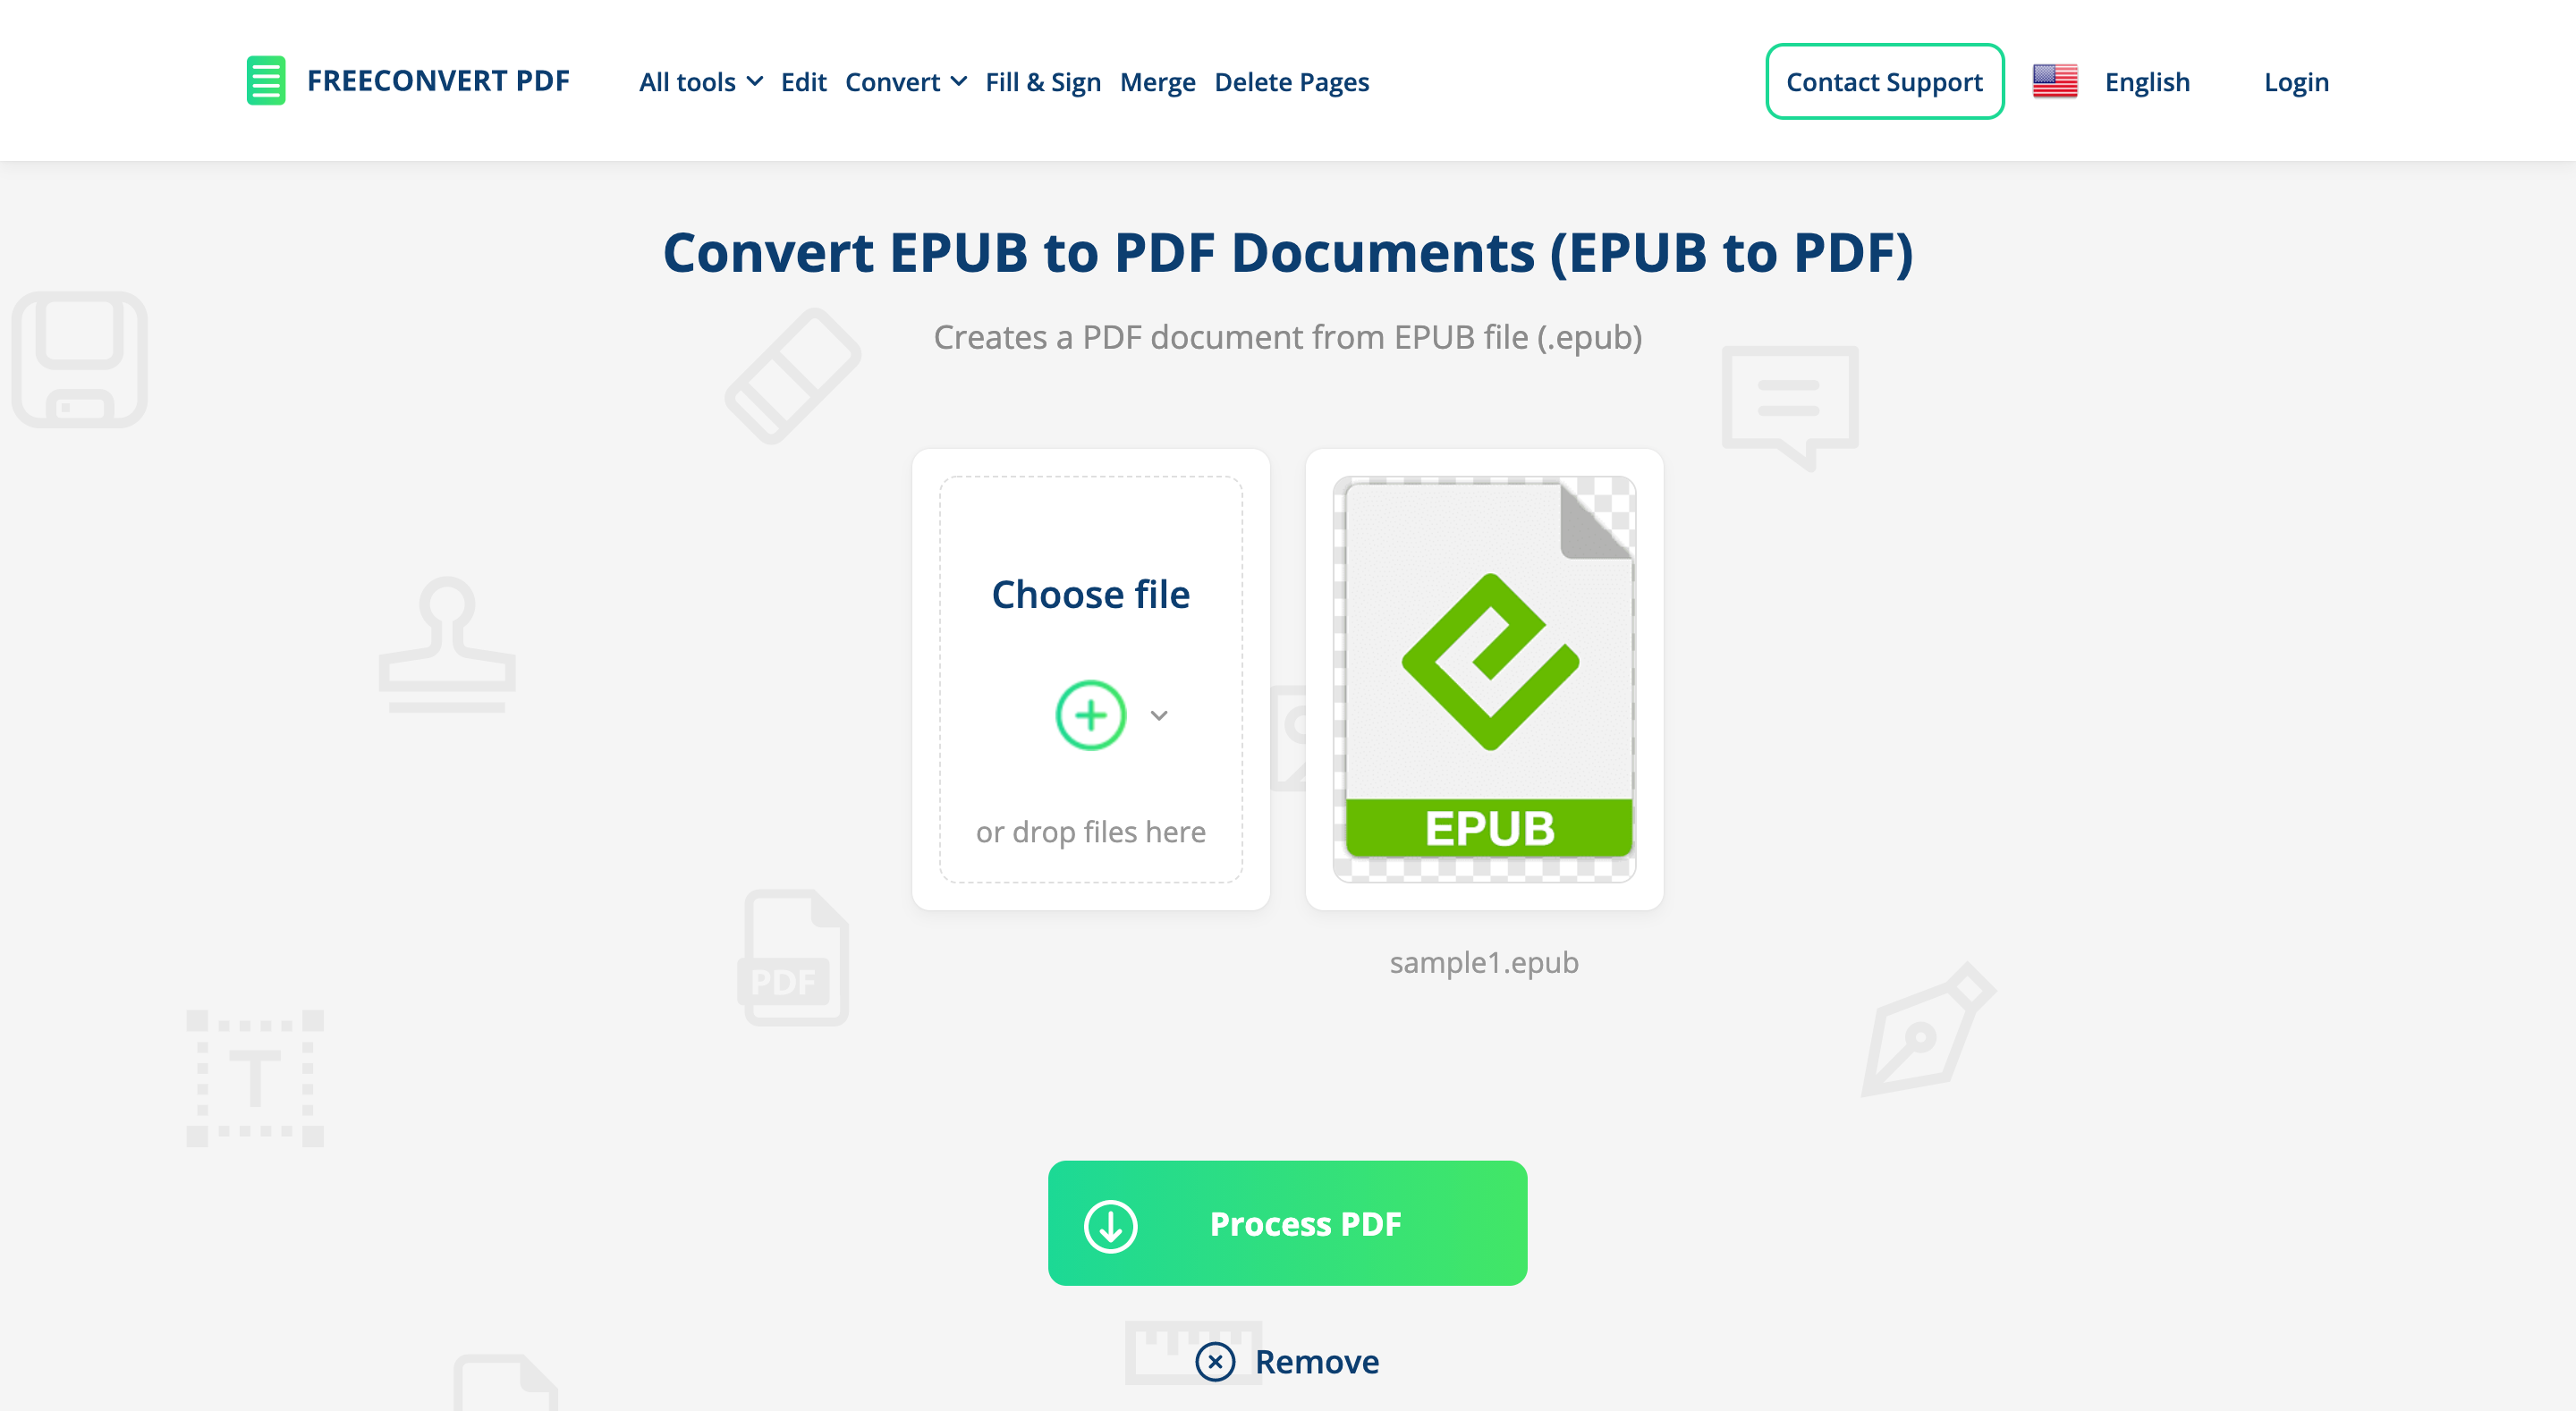 FREECONVERT PDF
All tools Edit Convert Fill & Sign Merge Delete Pages
Contact Support English Login
Convert EPUB to PDF Documents (EPUB to PDF)
Creates a PDF document from EPUB file (.epub)
Choose file
or drop files here
EPUB
sample1.epub
PDF
T
Process PDF
Remove